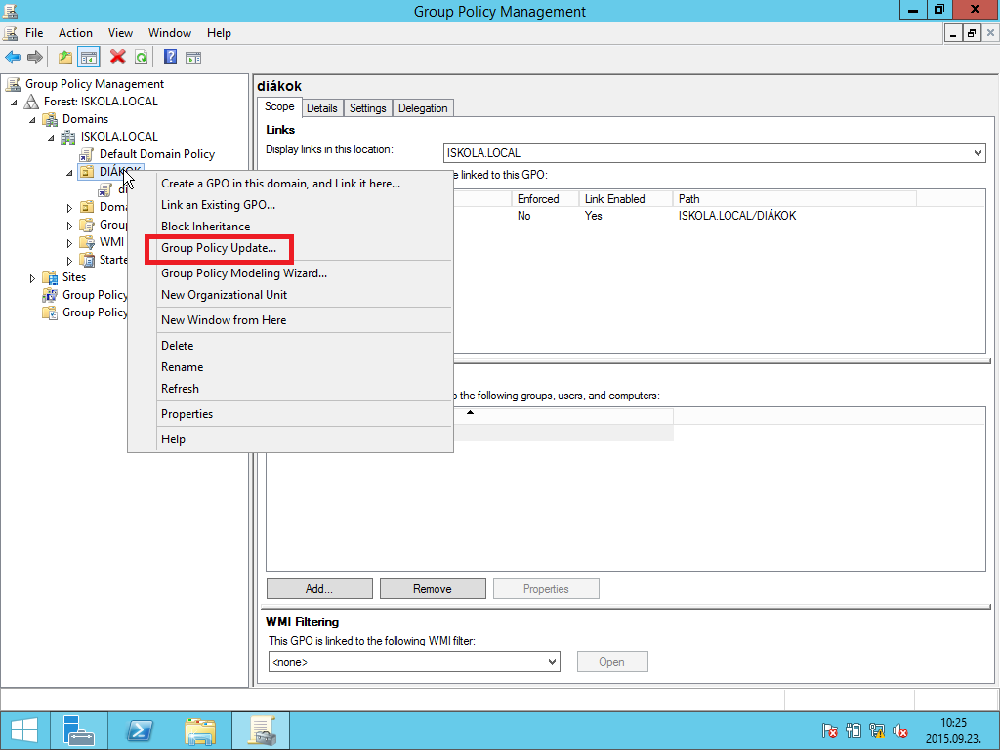 Group Policy Management
File Action View Window Help
Group Policy Management
Forest: ISKOLA.LOCAL
Domains
ISKOLA.LOCAL
Default Domain Policy
DIÁKOK
Group Policy
Group Policy
Sites
WMI
Create a GPO in this domain, and Link it here...
Link an Existing GPO...
Block Inheritance
Group Policy Update...
Group Policy Modeling Wizard...
New Organizational Unit
New Window from Here
Delete
Rename
Refresh
Properties
Help
diákok
Scope Details Settings Delegation
Links
Display links in this location: ISKOLA.LOCAL
e linked to this GPO:
Enforced Link Enabled Path
No Yes ISKOLA.LOCAL/DIÁKOK
o the following groups, users, and computers:
Add... Remove Properties
WMI Filtering
This GPO is linked to the following WMI filter:
<none> Open
10:25
2015.09.23.